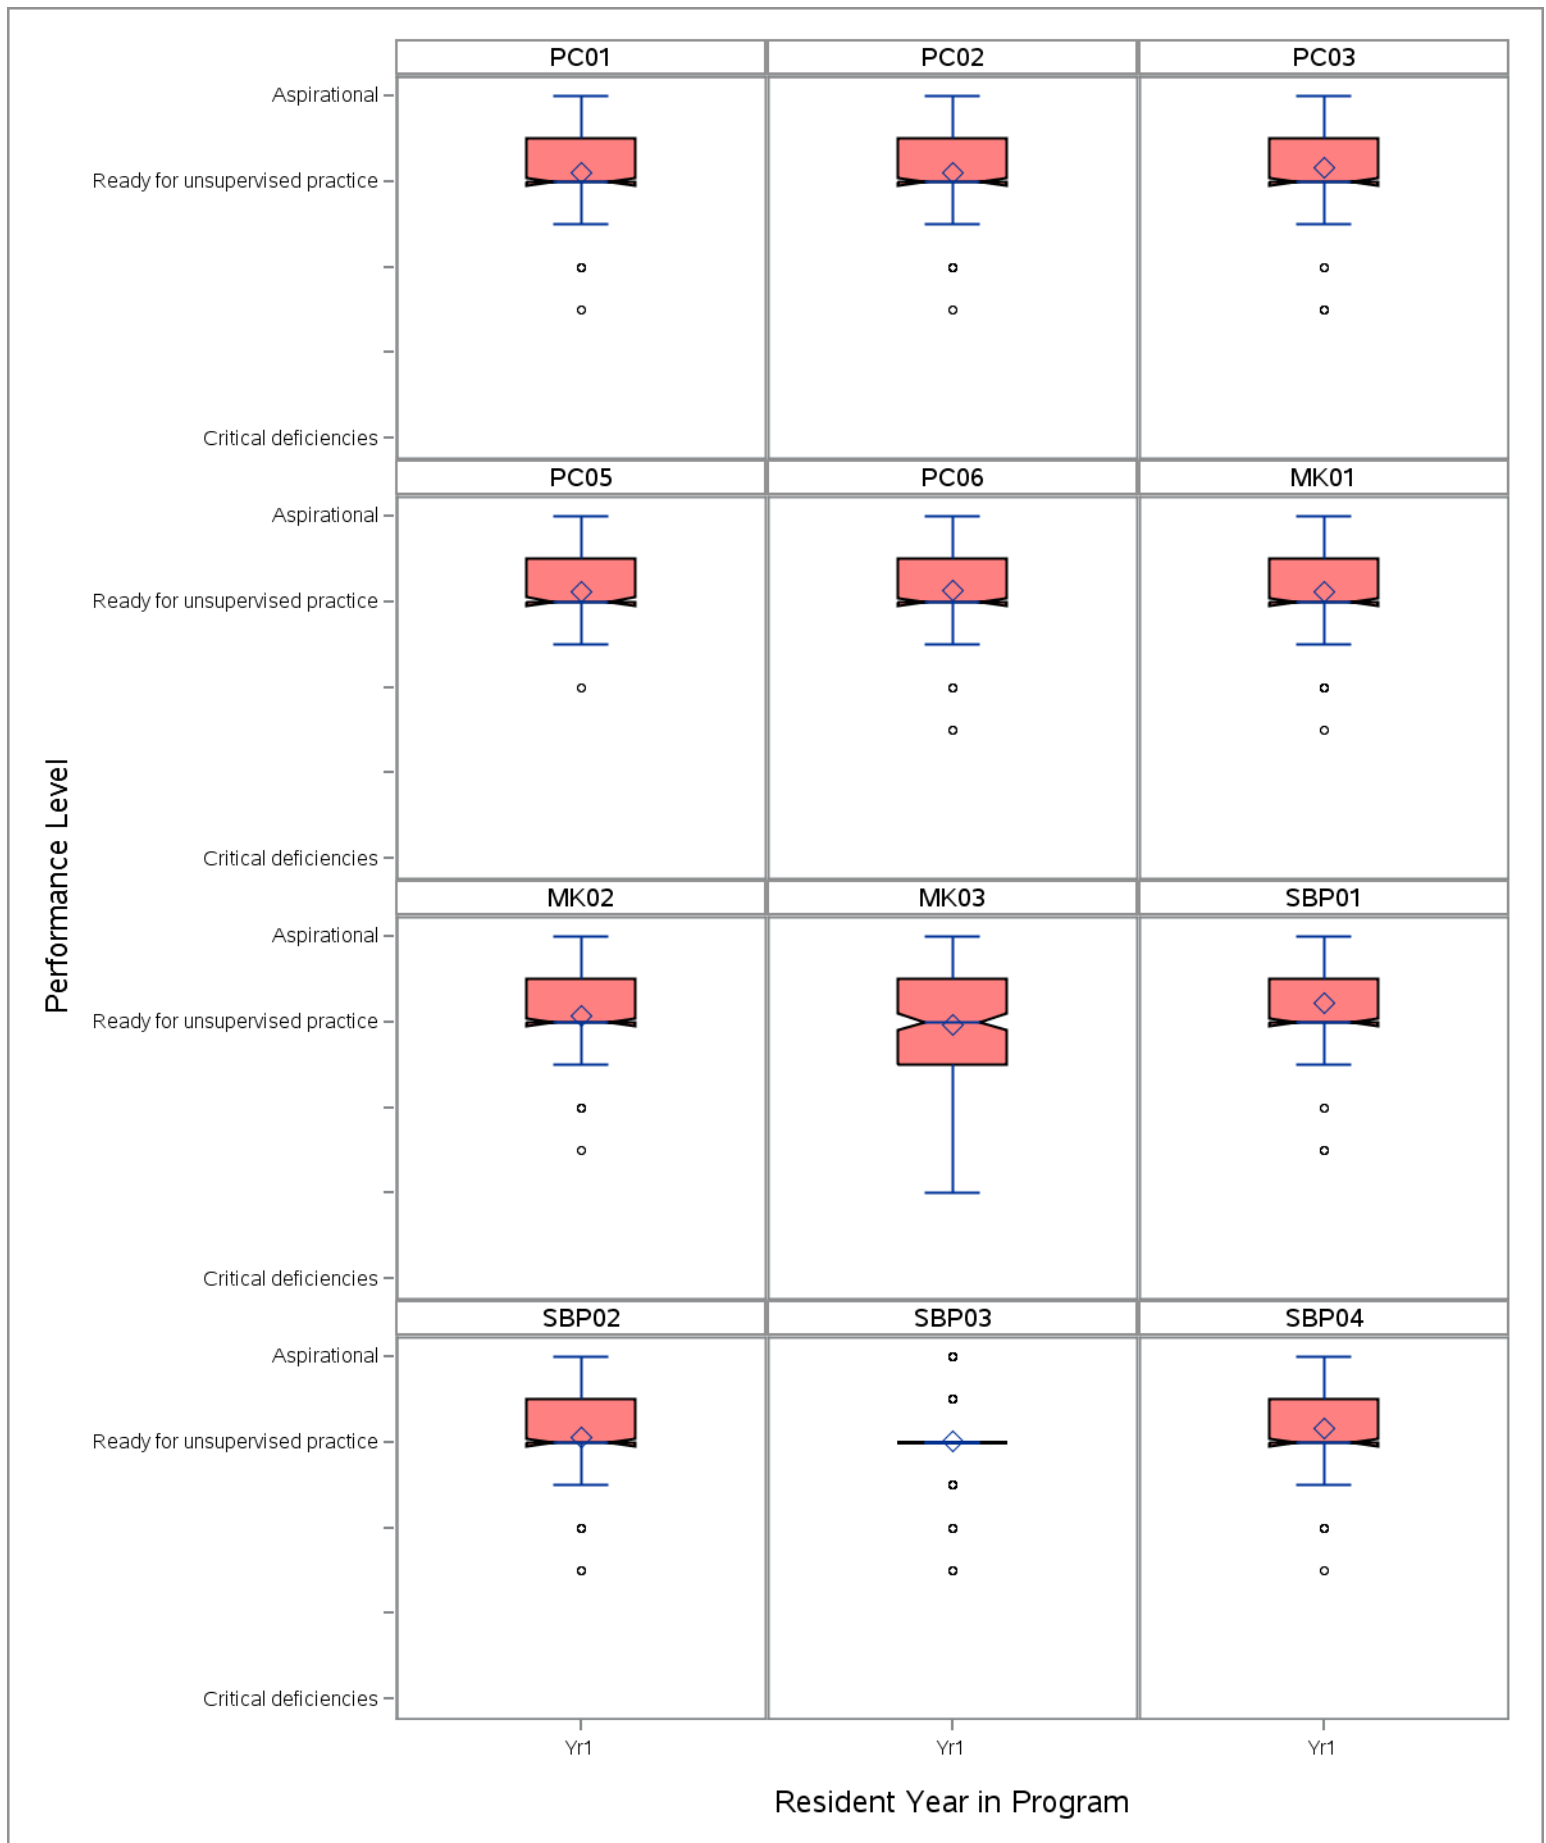 PC01 PC02 PC03
Aspirational
Ready for unsupervised practice
Critical deficiencies
PC05 PC06 MK01
Aspirational
Ready for unsupervised practice
Critical deficiencies
MK02 MK03 SBP01
Aspirational
Ready for unsupervised practice
Critical deficiencies
SBP02 SBP03 SBP04
Aspirational
Ready for unsupervised practice
Critical deficiencies
Performance Level
Yr1 Yr1 Yr1
Resident Year in Program